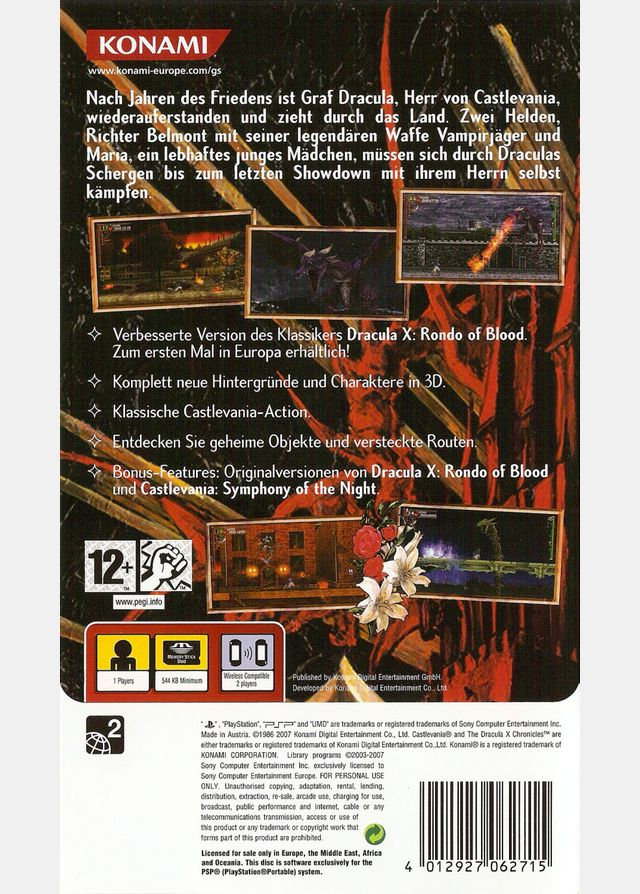 KONAMI
www.konami-europe.com/gs
Nach Jahren des Friedens ist Graf Dracula, Herr von Castlevania,
wiederauferstanden und zieht durch das Land. Zwei Helden,
Richter Belmont mit seiner legendären Waffe Vampirjäger und
Maria, ein lebhaftes junges Mädchen, müssen sich durch Draculas
Schergen bis zum letzten Showdown mit ihrem Herrn selbst
kämpfen.
Verbesserte Version des Klassikers Dracula X: Rondo of Blood.
Zum ersten Mal in Europa erhältlich!
Komplett neue Hintergründe und Charaktere in 3D.
Klassische Castlevania-Action.
Entdecken Sie geheime Objekte und versteckte Routen.
Bonus-Features: Originalversionen von Dracula X: Rondo of Blood
und Castlevania: Symphony of the Night.
12+
www.pegi.info
1 Players
MEMORY STICK
DUO
544 KB Minimum
Wireless Compatible
2 players
Published by Konami Digital Entertainment GmbH.
Developed by Konami Digital Entertainment Co., Ltd.
2
" ", "PlayStation", "PSP" and "UMD" are trademarks or registered trademarks of Sony Computer Entertainment Inc.
Made in Austria. ©1986 2007 Konami Digital Entertainment Co., Ltd. Castlevania® and The Dracula X Chronicles™ are
either trademarks or registered trademarks of Konami Digital Entertainment Co.,Ltd. Konami® is a registered trademark of
KONAMI CORPORATION. Library programs ©2003-2007
Sony Computer Entertainment Inc. exclusively licensed to
Sony Computer Entertainment Europe. FOR PERSONAL USE
ONLY. Unauthorised copying, adaptation, rental, lending,
distribution, extraction, re-sale, arcade use, charging for use,
broadcast, public performance and internet, cable or any
telecommunications transmission, access or use of
this product or any trademark or copyright work that
forms part of this product are prohibited.
Licensed for sale only in Europe, the Middle East, Africa
and Oceania. This disc is software exclusively for the
PSP® (PlayStation®Portable) system.
4 012927 062715